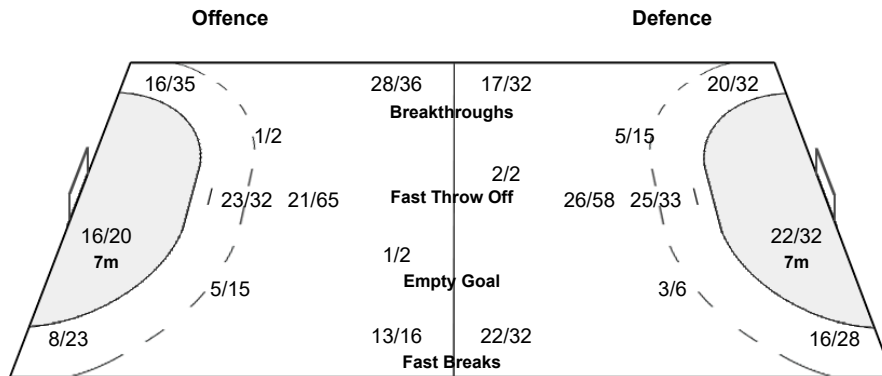 Offence Defence
16/35 28/36 17/32 20/32
Breakthroughs
1/2 5/15
2/2
23/32 21/65 Fast Throw Off 26/58 25/33
16/20 22/32
7m 7m
1/2
Empty Goal
5/15 3/6
8/23 13/16 22/32 16/28
Fast Breaks